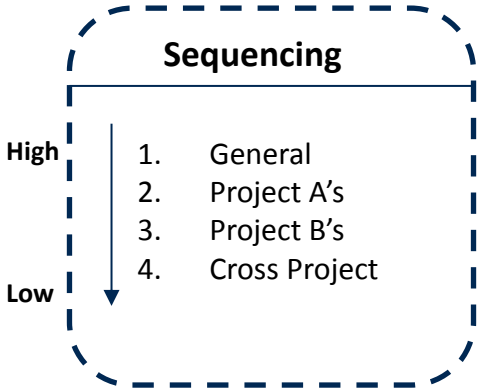 Sequencing
High
1. General
2. Project A’s
3. Project B’s
4. Cross Project
Low